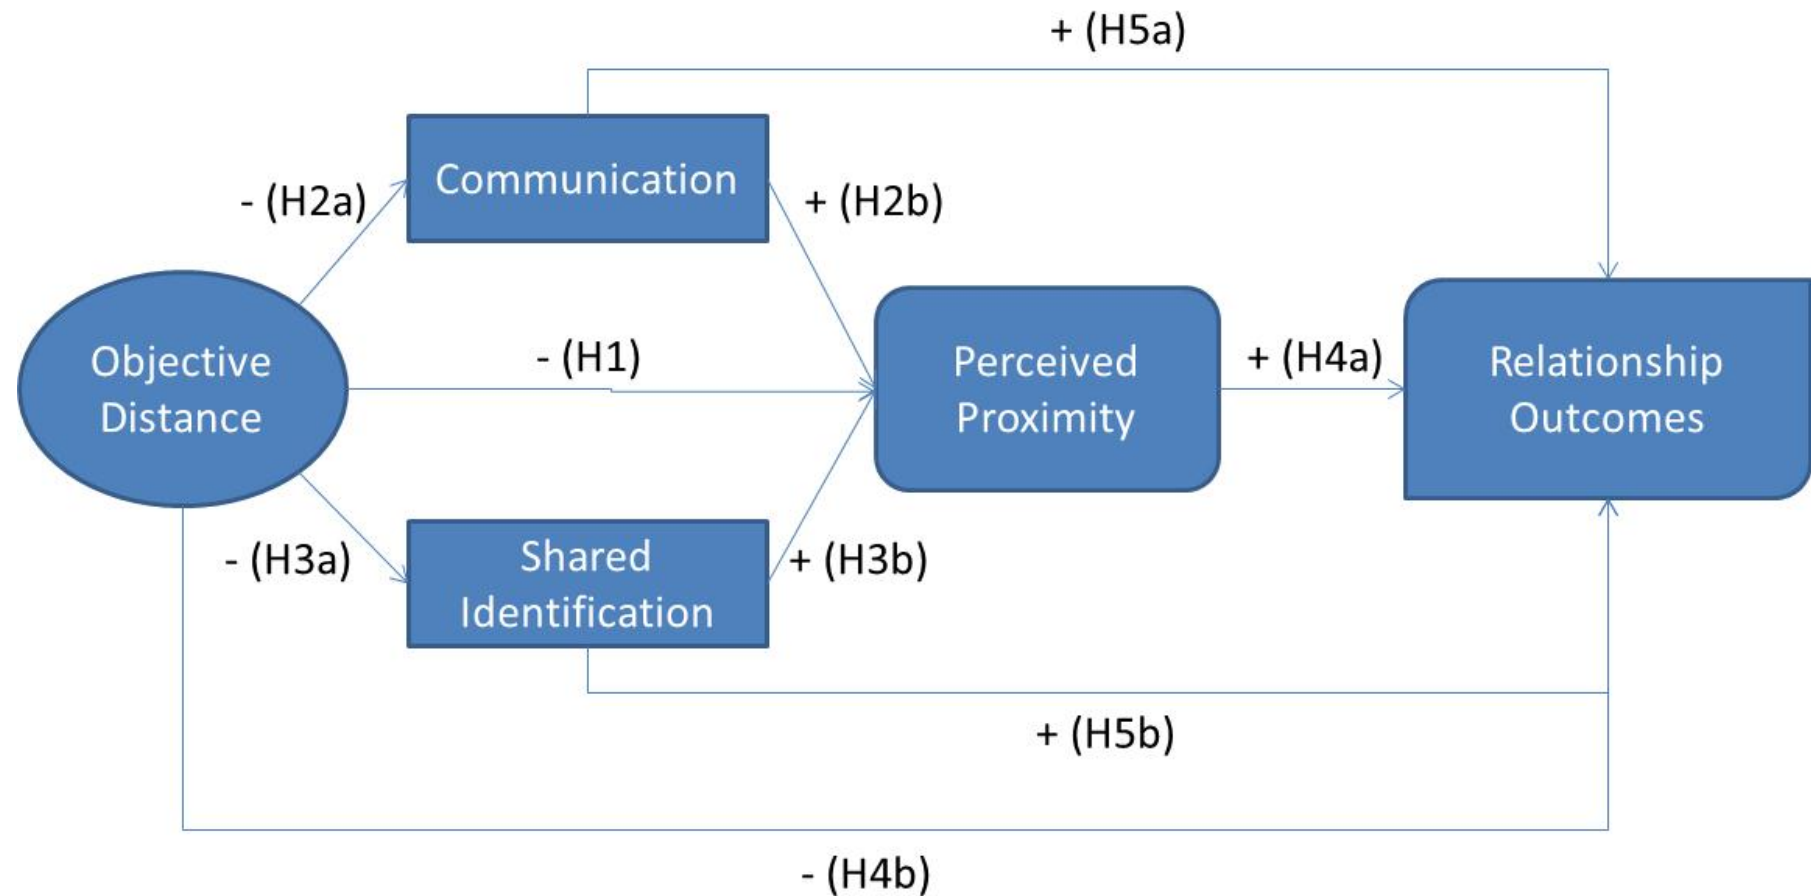 + (H5a)
Communication
- (H2a)
+ (H2b)
Objective
Distance
- (H1)
Perceived
Proximity
+ (H4a)
Relationship
Outcomes
- (H3a)
Shared
Identification
+ (H3b)
+ (H5b)
- (H4b)